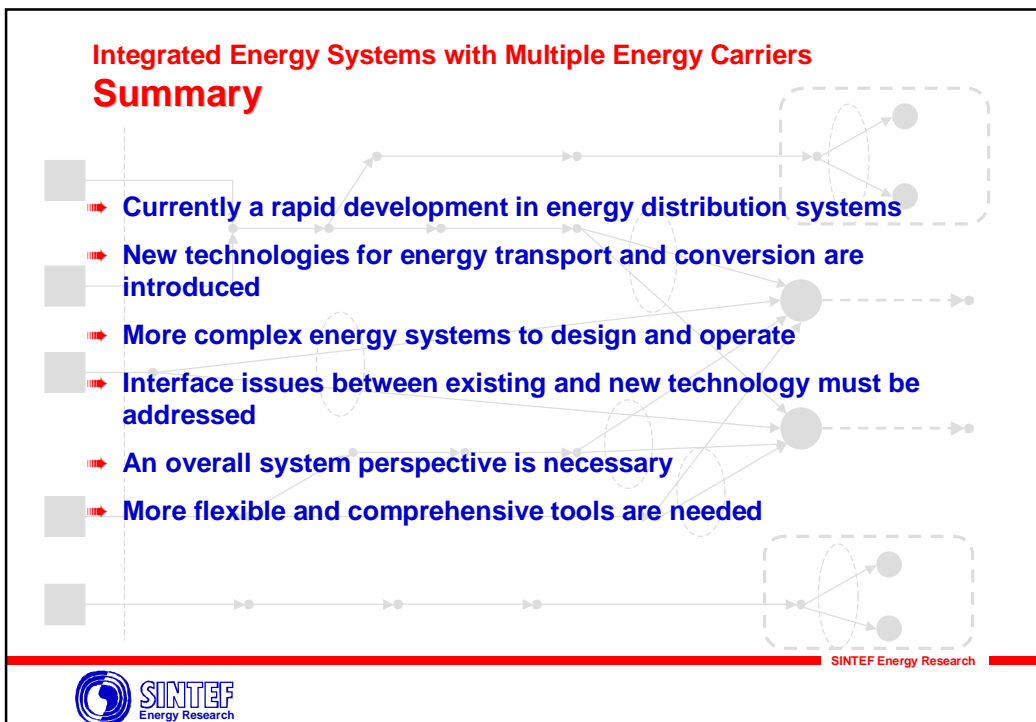 Integrated Energy Systems with Multiple Energy Carriers
Summary
Currently a rapid development in energy distribution systems
New technologies for energy transport and conversion are
introduced
More complex energy systems to design and operate
Interface issues between existing and new technology must be
addressed
An overall system perspective is necessary
More flexible and comprehensive tools are needed
SINTEF Energy Research
SINTEF
Energy Research